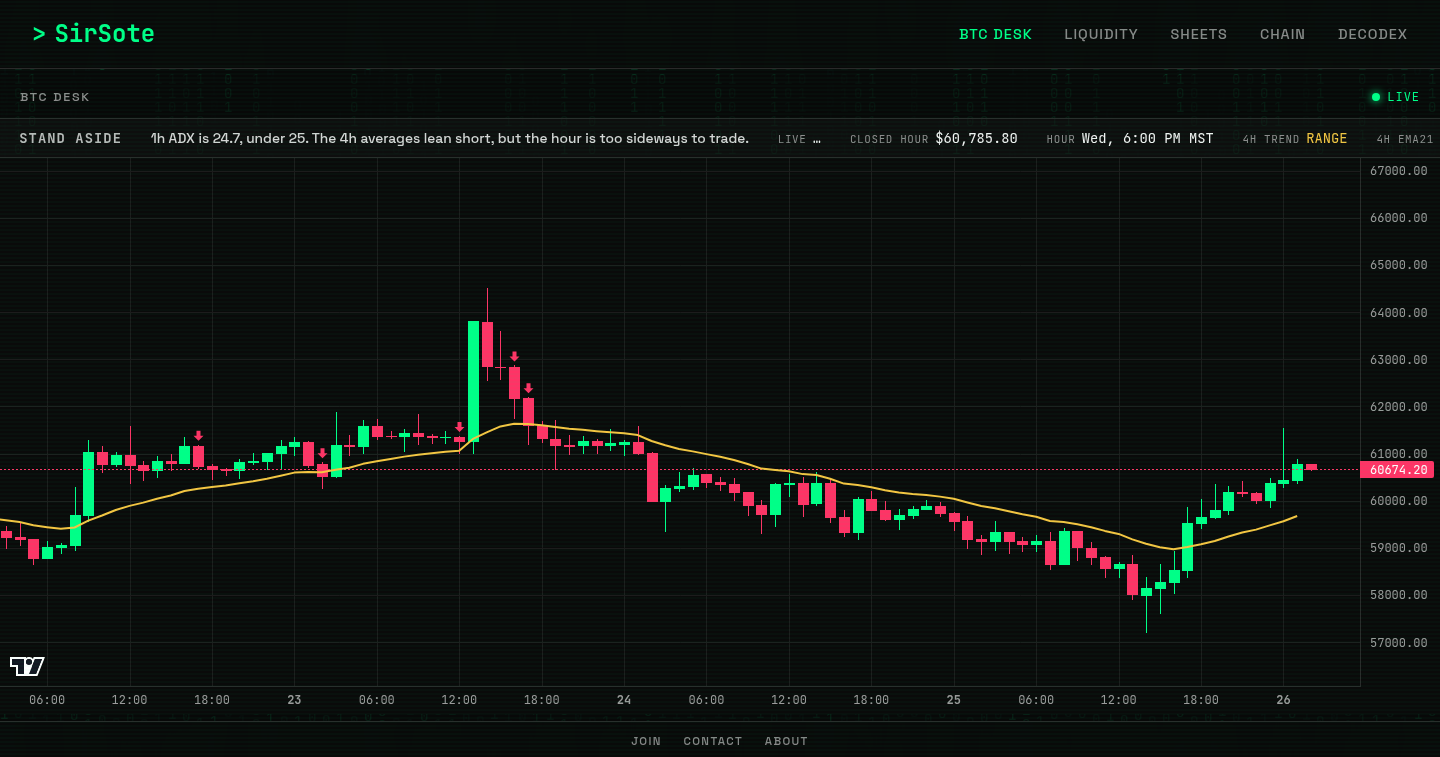 > SirSote
BTC DESK LIQUIDITY SHEETS CHAIN DECODEX
BTC DESK
LIVE
STAND ASIDE 1h ADX is 24.7, under 25. The 4h averages lean short, but the hour is too sideways to trade. LIVE … CLOSED HOUR $60,785.80 HOUR Wed, 6:00 PM MST 4H TREND RANGE 4H EMA21
67000.00
66000.00
65000.00
64000.00
63000.00
62000.00
61000.00
60674.20
60000.00
59000.00
58000.00
57000.00
06:00 12:00 18:00 23 06:00 12:00 18:00 24 06:00 12:00 18:00 25 06:00 12:00 18:00 26
JOIN CONTACT ABOUT